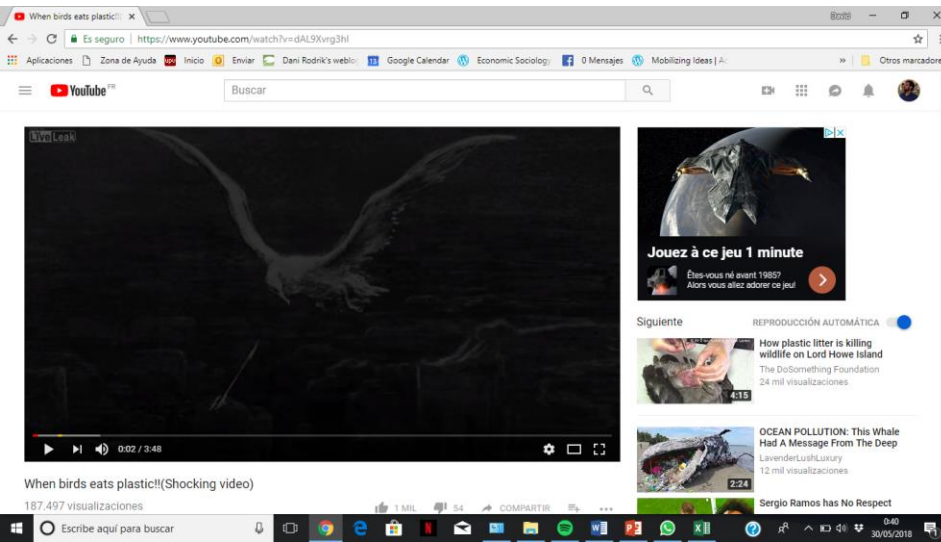 When birds eats plastic!!
Es seguro | https://www.youtube.com/watch?v=dAL9Xvrg3hI
Aplicaciones Zona de Ayuda Inicio Enviar Dani Rodrik's weblog Google Calendar Economic Sociology 0 Mensajes Mobilizing Ideas | » Otros marcadores
YouTube FR
Buscar
LiveLeak
Jouez à ce jeu 1 minute
Êtes-vous né avant 1985?
Alors vous allez adorer ce jeu!
Siguiente REPRODUCCIÓN AUTOMÁTICA
How plastic litter is killing
wildlife on Lord Howe Island
The DoSomething Foundation
24 mil visualizaciones
4:15
OCEAN POLLUTION: This Whale
Had A Message From The Deep
LavenderLushLuxury
12 mil visualizaciones
2:24
Sergio Ramos has No Respect
0:02 / 3:48
When birds eats plastic!!(Shocking video)
187.497 visualizaciones 1 MIL 54 COMPARTIR
Escribe aquí para buscar
0:40
30/05/2018